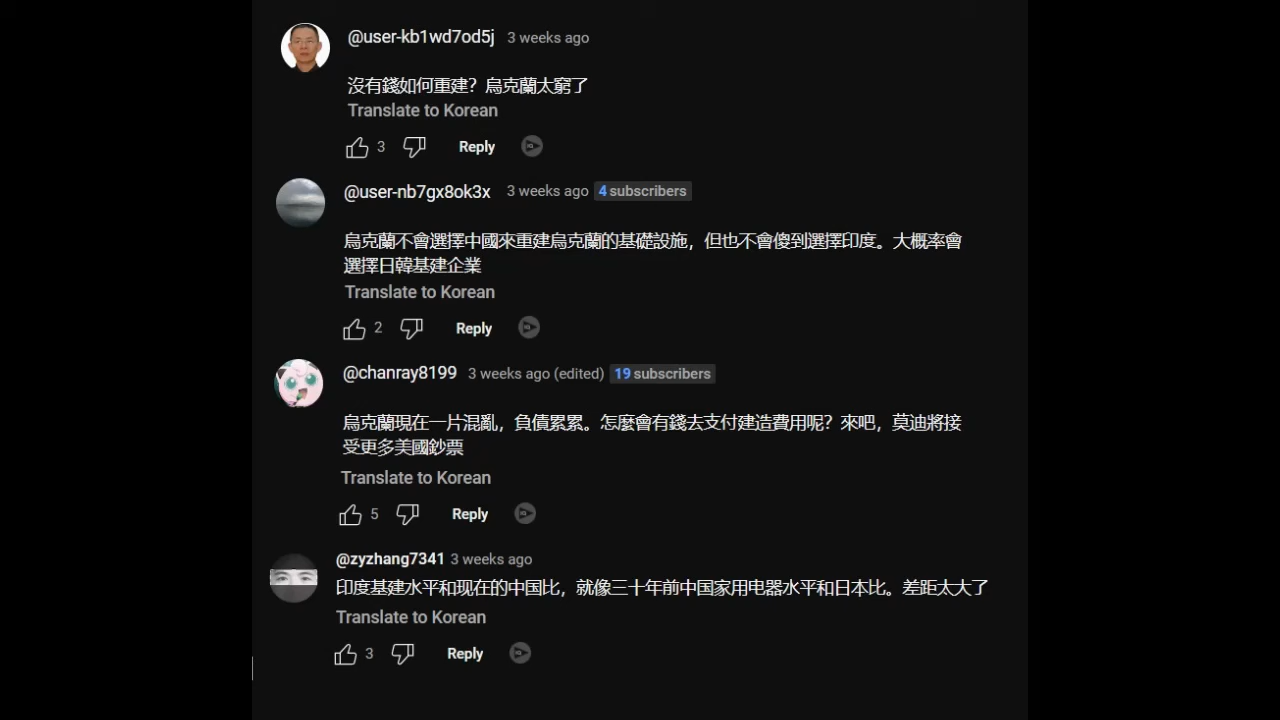 @user-kb1wd7od5j 3 weeks ago
沒有錢如何重建？烏克蘭太窮了
Translate to Korean
3 Reply
@user-nb7gx8ok3x 3 weeks ago 4 subscribers
烏克蘭不會選擇中國來重建烏克蘭的基礎設施，但也不會傻到選擇印度。大概率會
選擇日韓基建企業
Translate to Korean
2 Reply
@chanray8199 3 weeks ago (edited) 19 subscribers
烏克蘭現在一片混亂，負債累累。怎麼會有錢去支付建造費用呢？來吧，莫迪將接
受更多美國鈔票
Translate to Korean
5 Reply
@zyzhang7341 3 weeks ago
印度基建水平和现在的中国比，就像三十年前中国家用电器水平和日本比。差距太大了
Translate to Korean
3 Reply